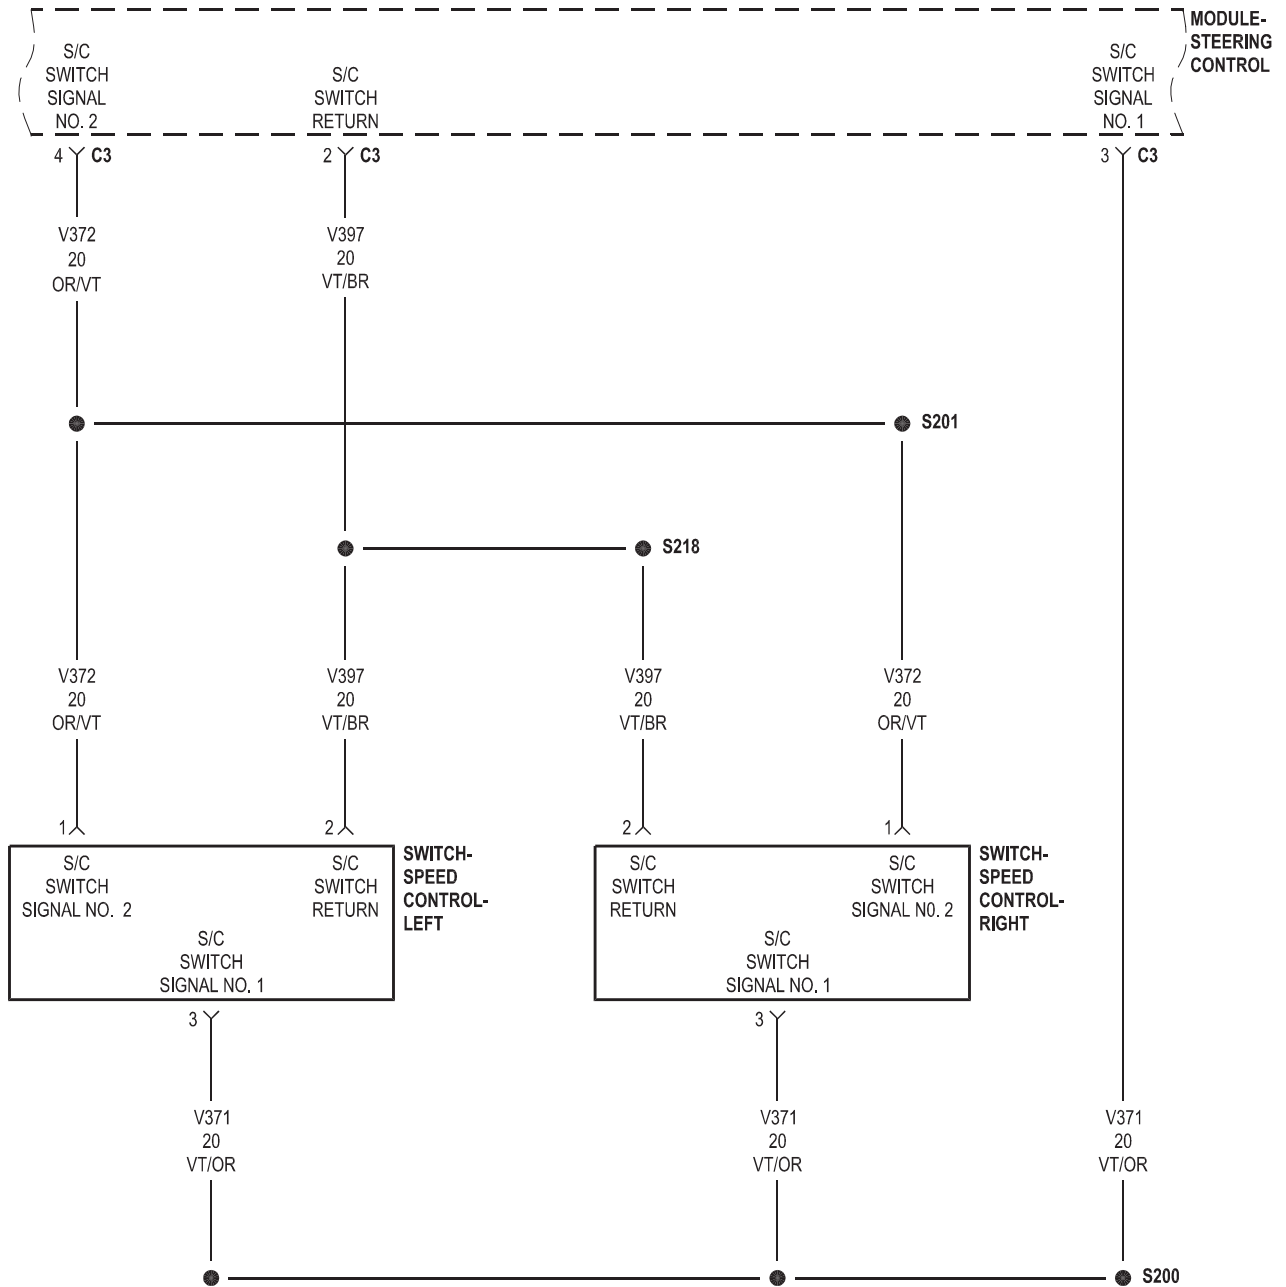 MODULE-
STEERING
CONTROL
S/C
SWITCH
SIGNAL
NO. 2
S/C
SWITCH
RETURN
S/C
SWITCH
SIGNAL
NO. 1
4 C3
2 C3
3 C3
V372
20
OR/VT
V397
20
VT/BR
S201
S218
V372
20
OR/VT
V397
20
VT/BR
V397
20
VT/BR
V372
20
OR/VT
1
2
2
1
S/C
SWITCH
SIGNAL NO. 2
S/C
SWITCH
RETURN
S/C
SWITCH
SIGNAL NO. 1
SWITCH-
SPEED
CONTROL-
LEFT
S/C
SWITCH
RETURN
S/C
SWITCH
SIGNAL N0. 2
S/C
SWITCH
SIGNAL NO. 1
SWITCH-
SPEED
CONTROL-
RIGHT
3
3
V371
20
VT/OR
V371
20
VT/OR
V371
20
VT/OR
S200